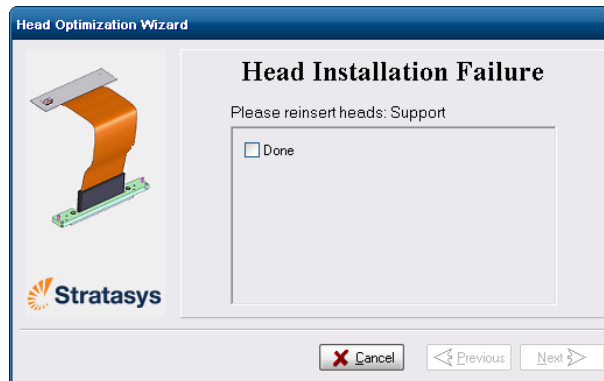 Head Optimization Wizard
Head Installation Failure
Please reinsert heads: Support
Done
Stratasys
Cancel
Previous
Next